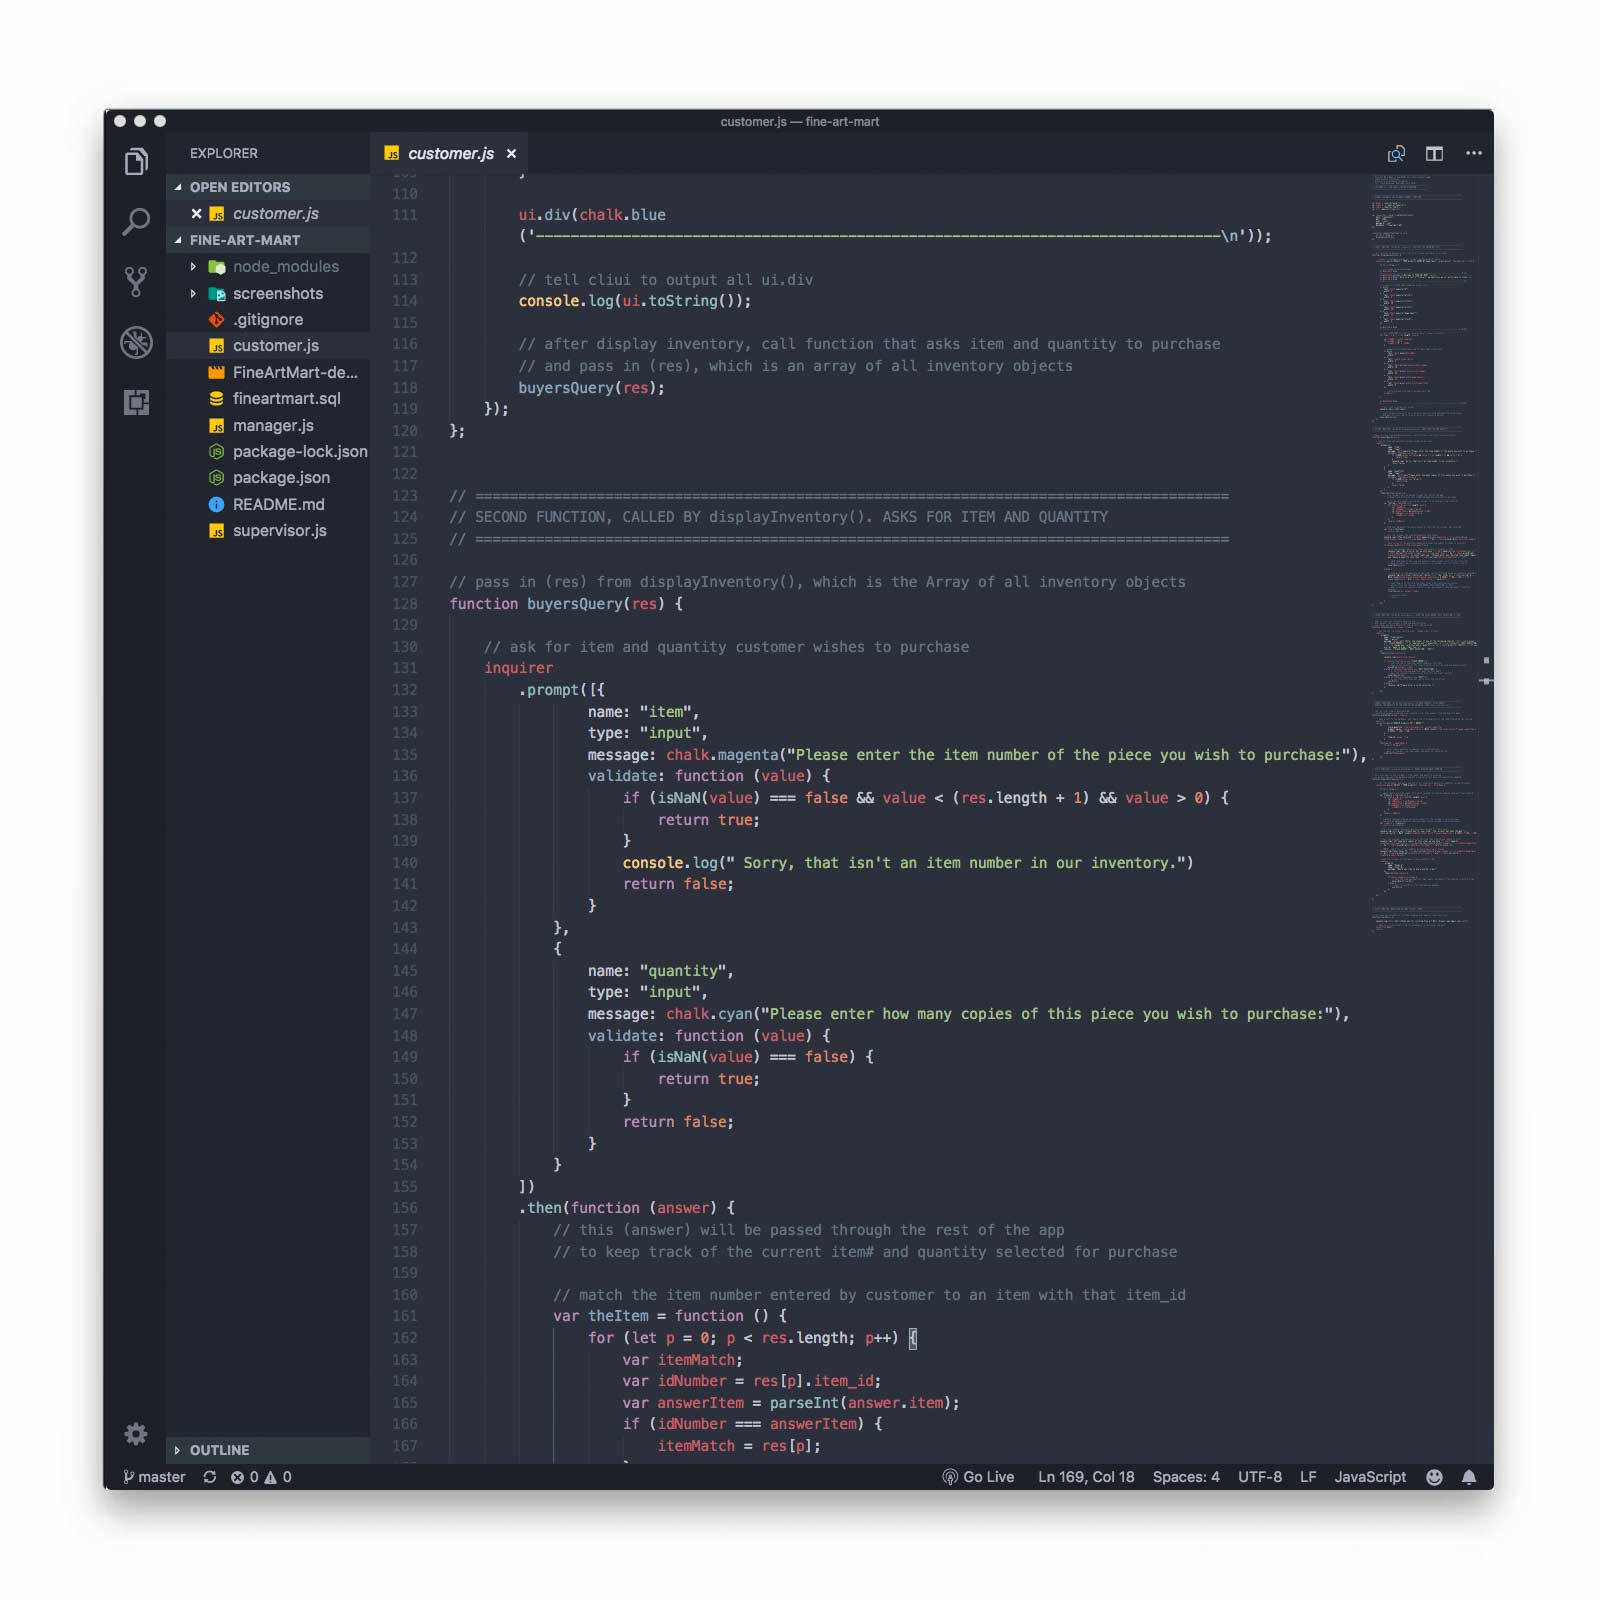 customer.js — fine-art-mart
EXPLORER
OPEN EDITORS
customer.js
FINE-ART-MART
node_modules
screenshots
.gitignore
customer.js
FineArtMart-de...
fineartmart.sql
manager.js
package-lock.json
package.json
README.md
supervisor.js
OUTLINE
customer.js
110
111 ui.div(chalk.blue
('-------------------------------------------------------------------------------\n'));
112
113 // tell cliui to output all ui.div
114 console.log(ui.toString());
115
116 // after display inventory, call function that asks item and quantity to purchase
117 // and pass in (res), which is an array of all inventory objects
118 buyersQuery(res);
119 });
120 };
121
122
123 // =======================================================================================
124 // SECOND FUNCTION, CALLED BY displayInventory(). ASKS FOR ITEM AND QUANTITY
125 // =======================================================================================
126
127 // pass in (res) from displayInventory(), which is the Array of all inventory objects
128 function buyersQuery(res) {
129
130 // ask for item and quantity customer wishes to purchase
131 inquirer
132 .prompt([{
133 name: "item",
134 type: "input",
135 message: chalk.magenta("Please enter the item number of the piece you wish to purchase:"),
136 validate: function (value) {
137 if (isNaN(value) === false && value < (res.length + 1) && value > 0) {
138 return true;
139 }
140 console.log(" Sorry, that isn't an item number in our inventory.")
141 return false;
142 }
143 },
144 {
145 name: "quantity",
146 type: "input",
147 message: chalk.cyan("Please enter how many copies of this piece you wish to purchase:"),
148 validate: function (value) {
149 if (isNaN(value) === false) {
150 return true;
151 }
152 return false;
153 }
154 }
155 ])
156 .then(function (answer) {
157 // this (answer) will be passed through the rest of the app
158 // to keep track of the current item# and quantity selected for purchase
159
160 // match the item number entered by customer to an item with that item_id
161 var theItem = function () {
162 for (let p = 0; p < res.length; p++) {
163 var itemMatch;
164 var idNumber = res[p].item_id;
165 var answerItem = parseInt(answer.item);
166 if (idNumber === answerItem) {
167 itemMatch = res[p];
master 0 0 Go Live Ln 169, Col 18 Spaces: 4 UTF-8 LF JavaScript